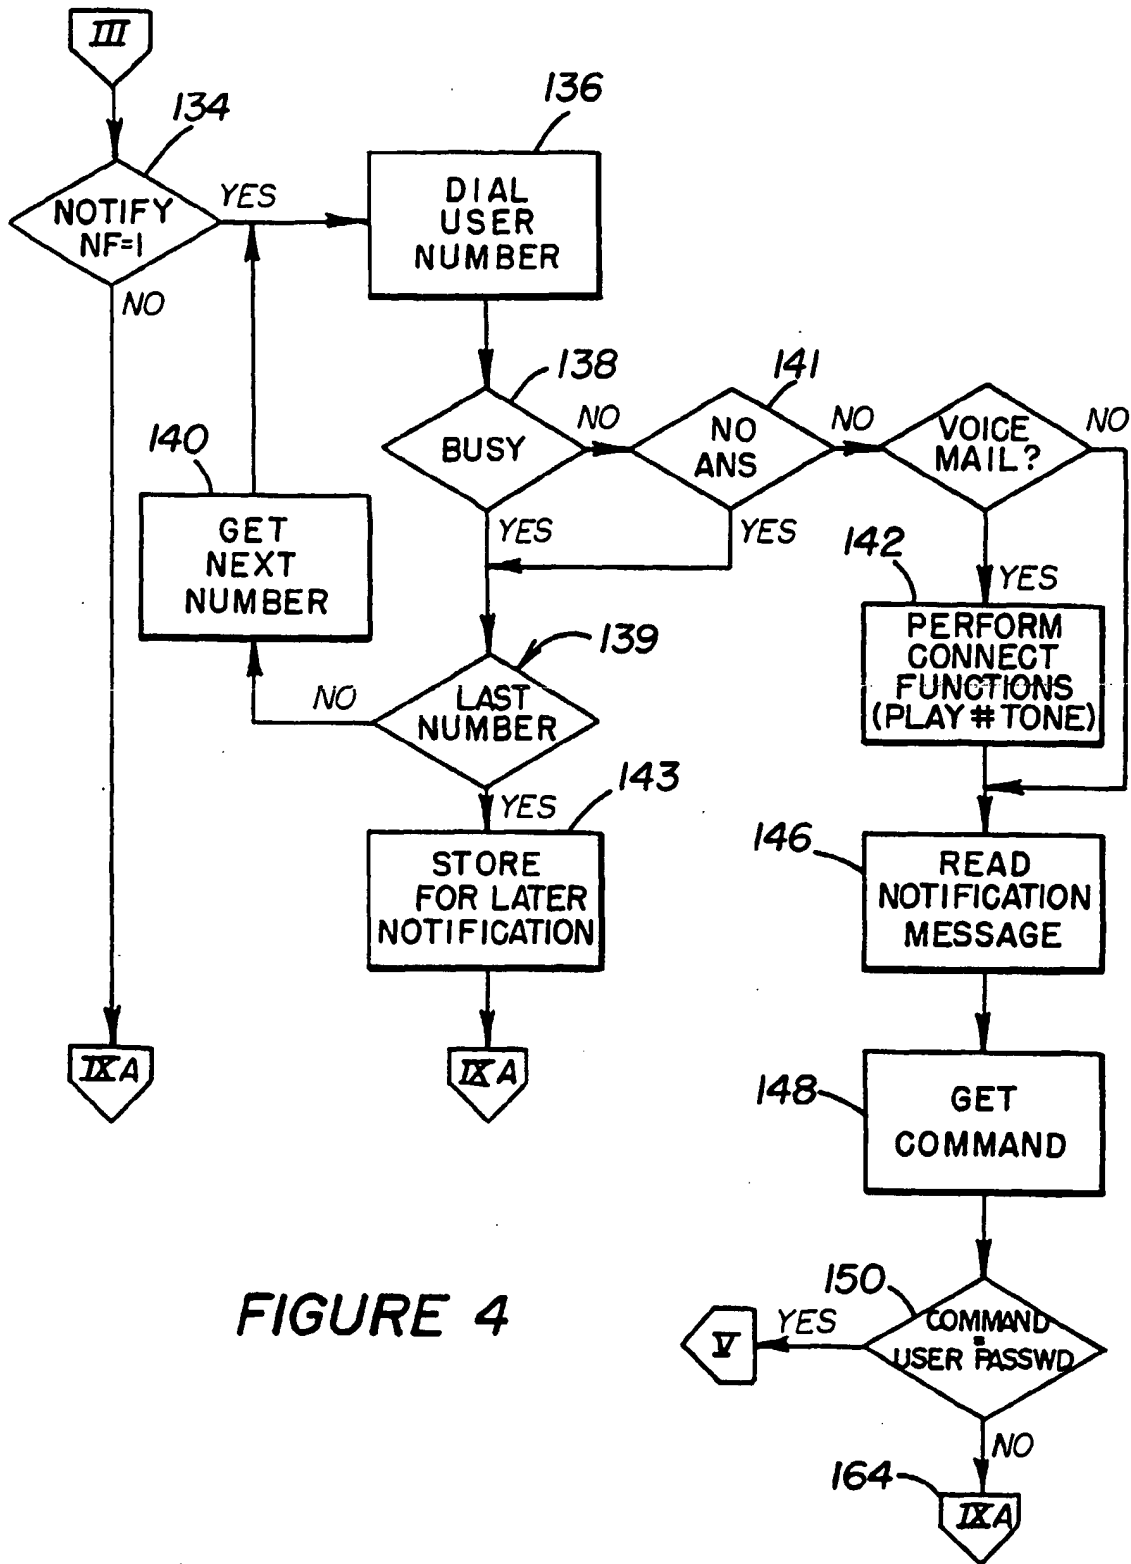 III
134
136
NOTIFY
NF=1
YES
DIAL
USER
NUMBER
NO
138
141
140
BUSY
NO
NO
ANS
NO
VOICE
MAIL?
NO
GET
NEXT
NUMBER
YES
YES
142
YES
139
PERFORM
CONNECT
FUNCTIONS
(PLAY # TONE)
NO
LAST
NUMBER
YES
143
146
STORE
FOR LATER
NOTIFICATION
READ
NOTIFICATION
MESSAGE
IXA
IXA
148
GET
COMMAND
FIGURE 4
150
YES
V
COMMAND
=
USER PASSWD
NO
164
IXA